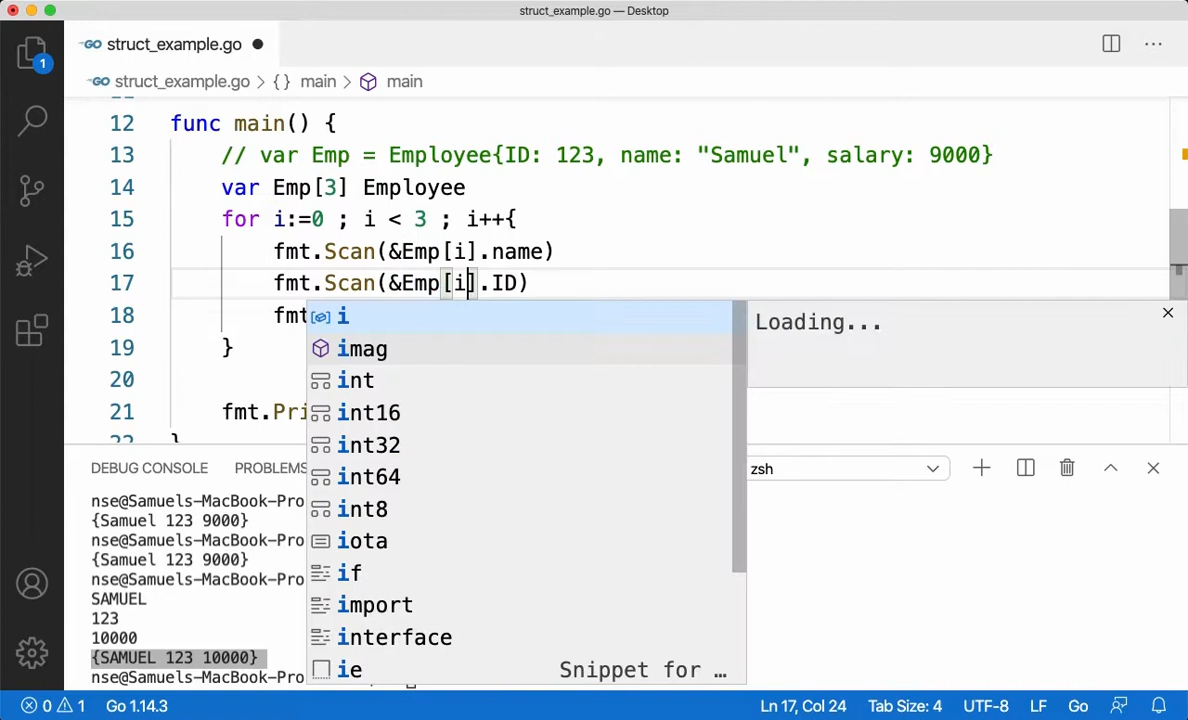 struct_example.go — Desktop
struct_example.go
struct_example.go > {} main > main
12 func main() {
13 // var Emp = Employee{ID: 123, name: "Samuel", salary: 9000}
14 var Emp[3] Employee
15 for i:=0 ; i < 3 ; i++{
16 fmt.Scan(&Emp[i].name)
17 fmt.Scan(&Emp[i].ID)
18 fmt
19 }
20
21 fmt.Pri
22 }
i
imag
int
int16
int32
int64
int8
iota
if
import
interface
ie Snippet for …
Loading...
DEBUG CONSOLE PROBLEMS zsh
nse@Samuels-MacBook-Pro
{Samuel 123 9000}
nse@Samuels-MacBook-Pro
{Samuel 123 9000}
nse@Samuels-MacBook-Pro
SAMUEL
123
10000
{SAMUEL 123 10000}
nse@Samuels-MacBook-Pro
1
0 1 Go 1.14.3 Ln 17, Col 24 Tab Size: 4 UTF-8 LF Go